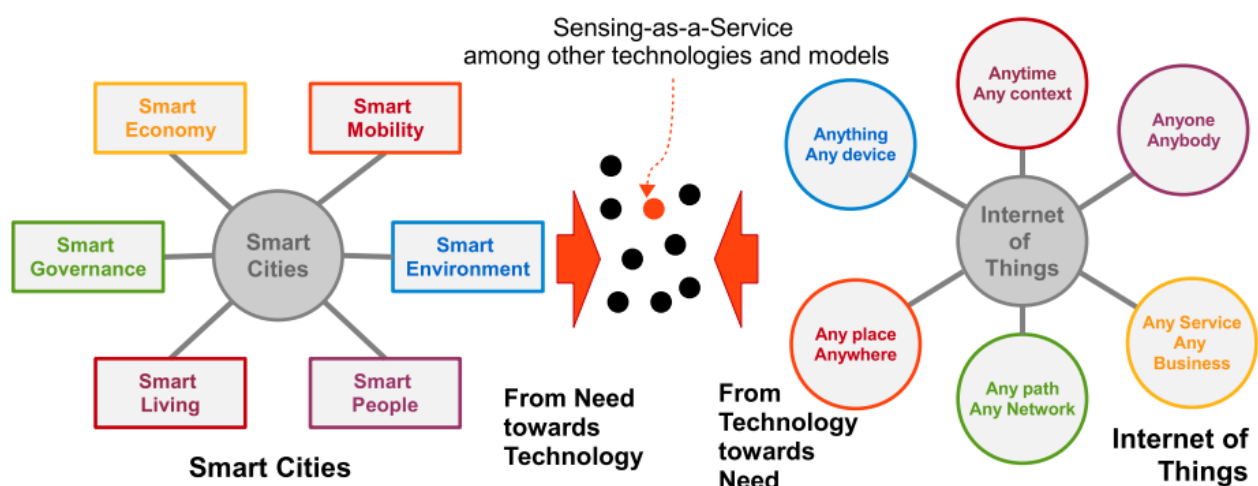 Sensing-as-a-Service
among other technologies and models
Smart
Economy
Smart
Mobility
Smart
Governance
Smart
Cities
Smart
Environment
Smart
Living
Smart
People
Smart Cities
From Need
towards
Technology
From
Technology
towards
Need
Anytime
Any context
Anything
Any device
Anyone
Anybody
Internet
of
Things
Any place
Anywhere
Any Service
Any
Business
Any path
Any Network
Internet of
Things